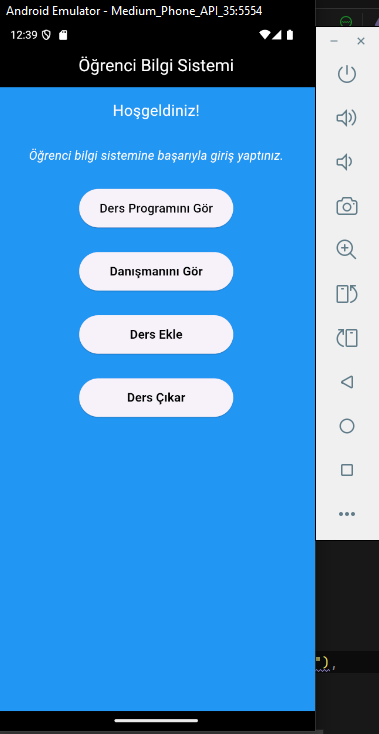 Android Emulator - Medium_Phone_API_35:5554
12:39
Öğrenci Bilgi Sistemi
Hoşgeldiniz!
Öğrenci bilgi sistemine başarıyla giriş yaptınız.
Ders Programını Gör
Danışmanını Gör
Ders Ekle
Ders Çıkar
"),